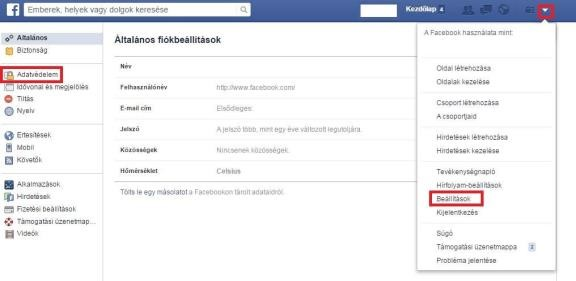 f
Emberek, helyek vagy dolgok keresése
Kezdőlap 4
Általános
Biztonság
Adatvédelem
Idővonal és megjelölés
Tiltás
Nyelv
Értesítések
Mobil
Követők
Alkalmazások
Hirdetések
Fizetési beállítások
Támogatási üzenetmap...
Videók
Általános fiókbeállítások
Név
Felhasználónév http://www.facebook.com/
E-mail cím Elsődleges:
Jelszó A jelszó több, mint egy éve változott legutoljára.
Közösségek Nincsenek közösségek.
Hőmérséklet Celsius
Tölts le egy másolatot a Facebookon tárolt adataidról.
A Facebook használata mint:
Oldal létrehozása
Oldalak kezelése
Csoport létrehozása
A csoportjaid
Hirdetések létrehozása
Hirdetések kezelése
Tevékenységnapló
Hírfolyam-beállítások
Beállítások
Kijelentkezés
Súgó
Támogatási üzenetmappa 2
Probléma jelentése